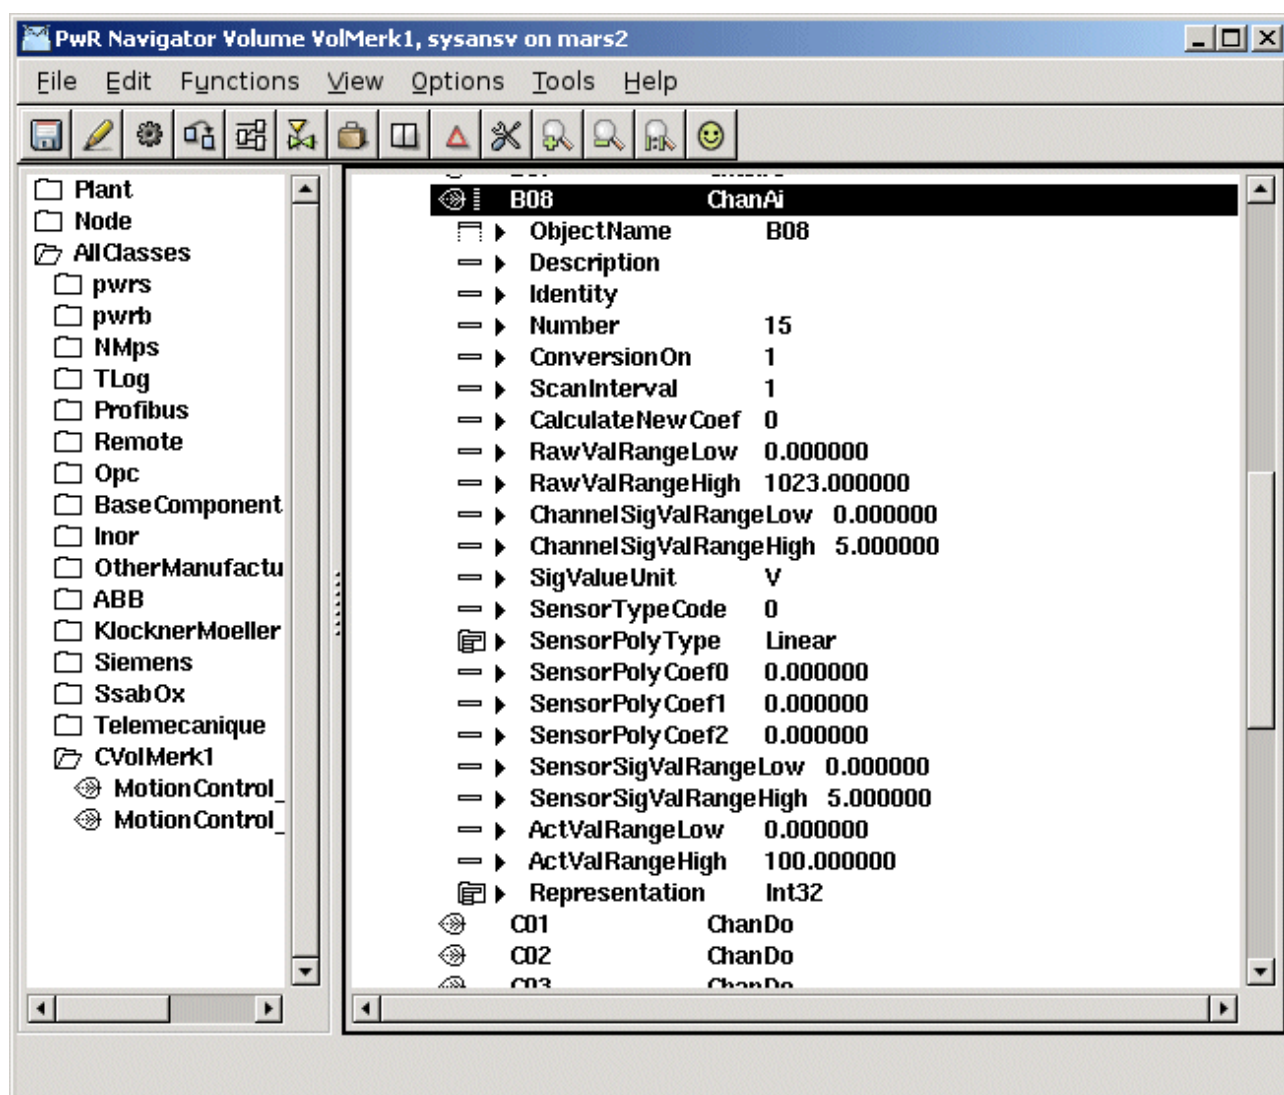 PwR Navigator Volume VolMerk1, sysansv on mars2
File Edit Functions View Options Tools Help
Plant
Node
AllClasses
pwrs
pwrb
NMps
TLog
Profibus
Remote
Opc
BaseComponent
Inor
OtherManufactu
ABB
KlocknerMoeller
Siemens
SsabOx
Telemecanique
CVolMerk1
MotionControl_
MotionControl_
B08 ChanAi
ObjectName B08
Description
Identity
Number 15
ConversionOn 1
ScanInterval 1
CalculateNewCoef 0
RawValRangeLow 0.000000
RawValRangeHigh 1023.000000
ChannelSigValRangeLow 0.000000
ChannelSigValRangeHigh 5.000000
SigValueUnit V
SensorTypeCode 0
SensorPolyType Linear
SensorPolyCoef0 0.000000
SensorPolyCoef1 0.000000
SensorPolyCoef2 0.000000
SensorSigValRangeLow 0.000000
SensorSigValRangeHigh 5.000000
ActValRangeLow 0.000000
ActValRangeHigh 100.000000
Representation Int32
C01 ChanDo
C02 ChanDo
C03 ChanDo